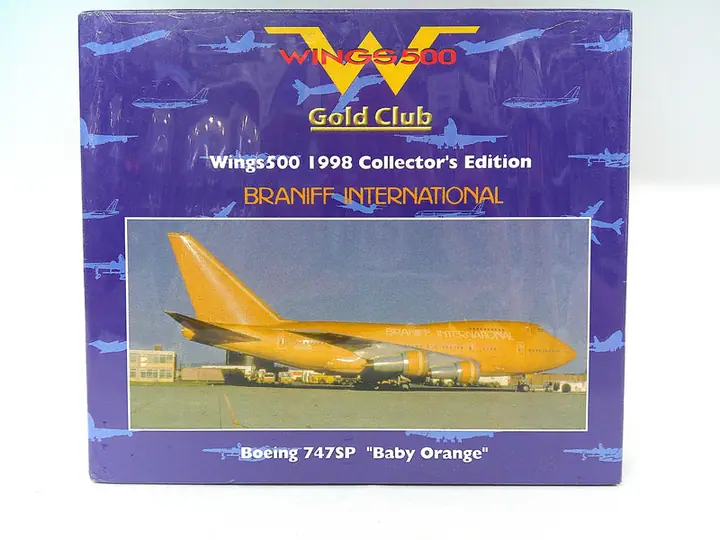 WINGS500
Gold Club
Wings500 1998 Collector's Edition
BRANIFF INTERNATIONAL
BRANIFF INTERNATIONAL
Boeing 747SP "Baby Orange"